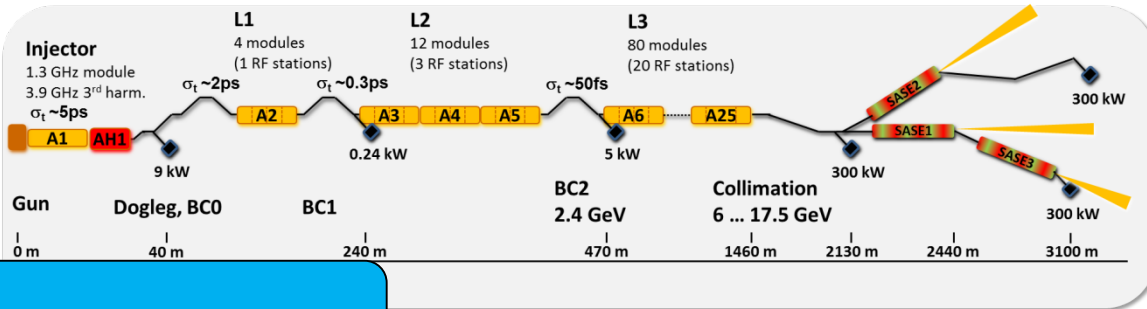 L1
4 modules
(1 RF stations)
L2
12 modules
(3 RF stations)
L3
80 modules
(20 RF stations)
Injector
1.3 GHz module
3.9 GHz 3rd harm.
σt ~5ps
σt ~2ps
σt ~0.3ps
σt ~50fs
A1
AH1
A2
A3
A4
A5
A6
A25
SASE2
SASE1
SASE3
9 kW
0.24 kW
5 kW
300 kW
300 kW
300 kW
Gun
Dogleg, BC0
BC1
BC2
2.4 GeV
Collimation
6 ... 17.5 GeV
0 m
40 m
240 m
470 m
1460 m
2130 m
2440 m
3100 m